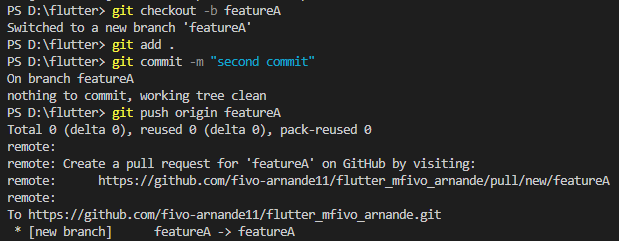 PS D:\flutter> git checkout -b featureA
Switched to a new branch 'featureA'
PS D:\flutter> git add .
PS D:\flutter> git commit -m "second commit"
On branch featureA
nothing to commit, working tree clean
PS D:\flutter> git push origin featureA
Total 0 (delta 0), reused 0 (delta 0), pack-reused 0
remote:
remote: Create a pull request for 'featureA' on GitHub by visiting:
remote:      https://github.com/fivo-arnande11/flutter_mfivo_arnande/pull/new/featureA
remote:
To https://github.com/fivo-arnande11/flutter_mfivo_arnande.git
 * [new branch]      featureA -> featureA